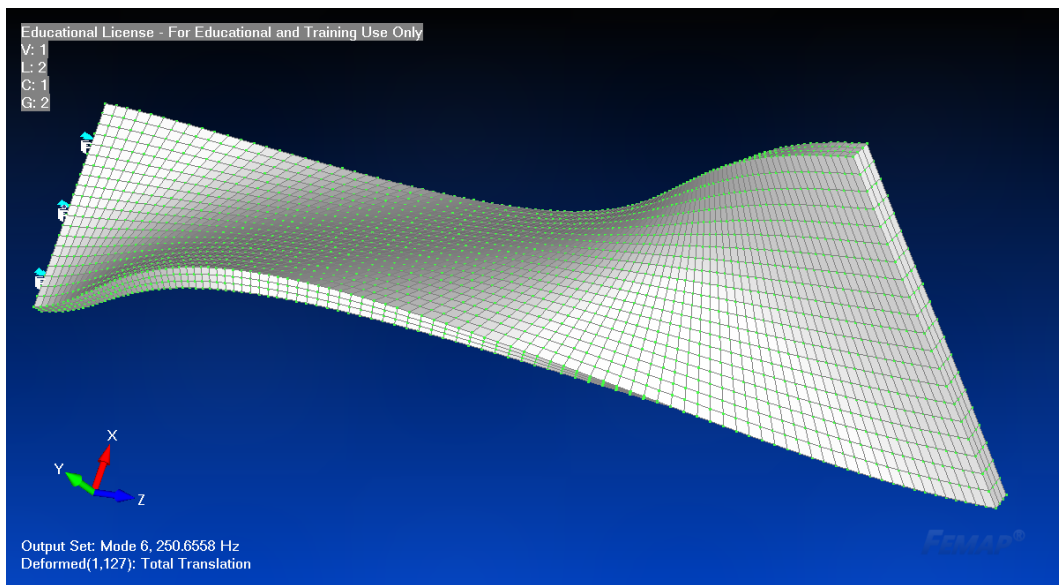 Educational License - For Educational and Training Use Only
V: 1
L: 2
C: 1
G: 2
F
F
F
X
Y
Z
Output Set: Mode 6, 250.6558 Hz
Deformed(1,127): Total Translation
FEMAP®